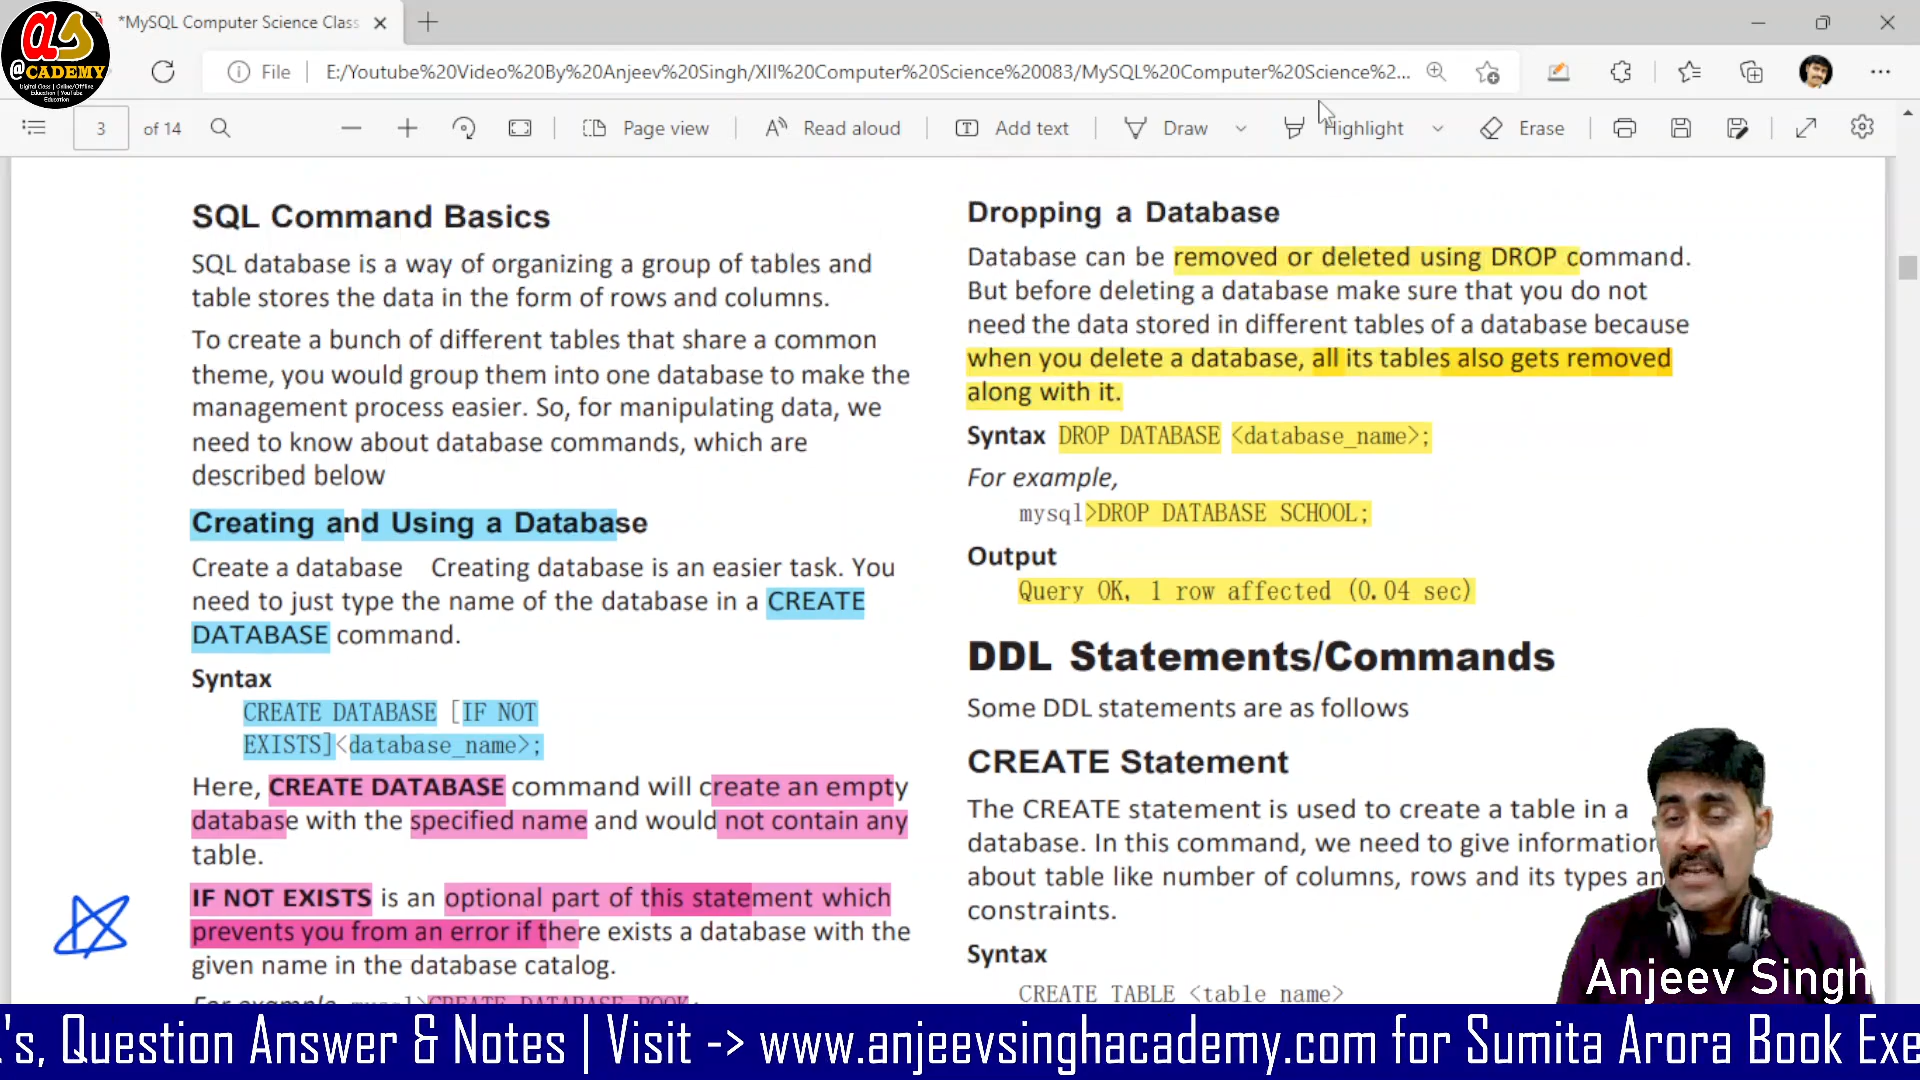 *MySQL Computer Science Class
as
@CADEMY
Digital Class | Online/Offline
Education | YouTube
Education
File
E:/Youtube%20Video%20By%20Anjeev%20Singh/XII%20Computer%20Science%20083/MySQL%20Computer%20Science%2...
3
of 14
Page view
Read aloud
Add text
Draw
Highlight
Erase
SQL Command Basics
SQL database is a way of organizing a group of tables and
table stores the data in the form of rows and columns.
To create a bunch of different tables that share a common
theme, you would group them into one database to make the
management process easier. So, for manipulating data, we
need to know about database commands, which are
described below
Creating and Using a Database
Create a database Creating database is an easier task. You
need to just type the name of the database in a CREATE
DATABASE command.
Syntax
CREATE DATABASE [IF NOT
EXISTS]<database_name>;
Here, CREATE DATABASE command will create an empty
database with the specified name and would not contain any
table.
IF NOT EXISTS is an optional part of this statement which
prevents you from an error if there exists a database with the
given name in the database catalog.
For example, mysql>CREATE DATABASE BOOK;
Dropping a Database
Database can be removed or deleted using DROP command.
But before deleting a database make sure that you do not
need the data stored in different tables of a database because
when you delete a database, all its tables also gets removed
along with it.
Syntax DROP DATABASE <database_name>;
For example,
mysql>DROP DATABASE SCHOOL;
Output
Query OK, 1 row affected (0.04 sec)
DDL Statements/Commands
Some DDL statements are as follows
CREATE Statement
The CREATE statement is used to create a table in a
database. In this command, we need to give information
about table like number of columns, rows and its types an
constraints.
Syntax
CREATE TABLE <table name>
Anjeev Singh
's, Question Answer & Notes | Visit -> www.anjeevsinghacademy.com for Sumita Arora Book Exe